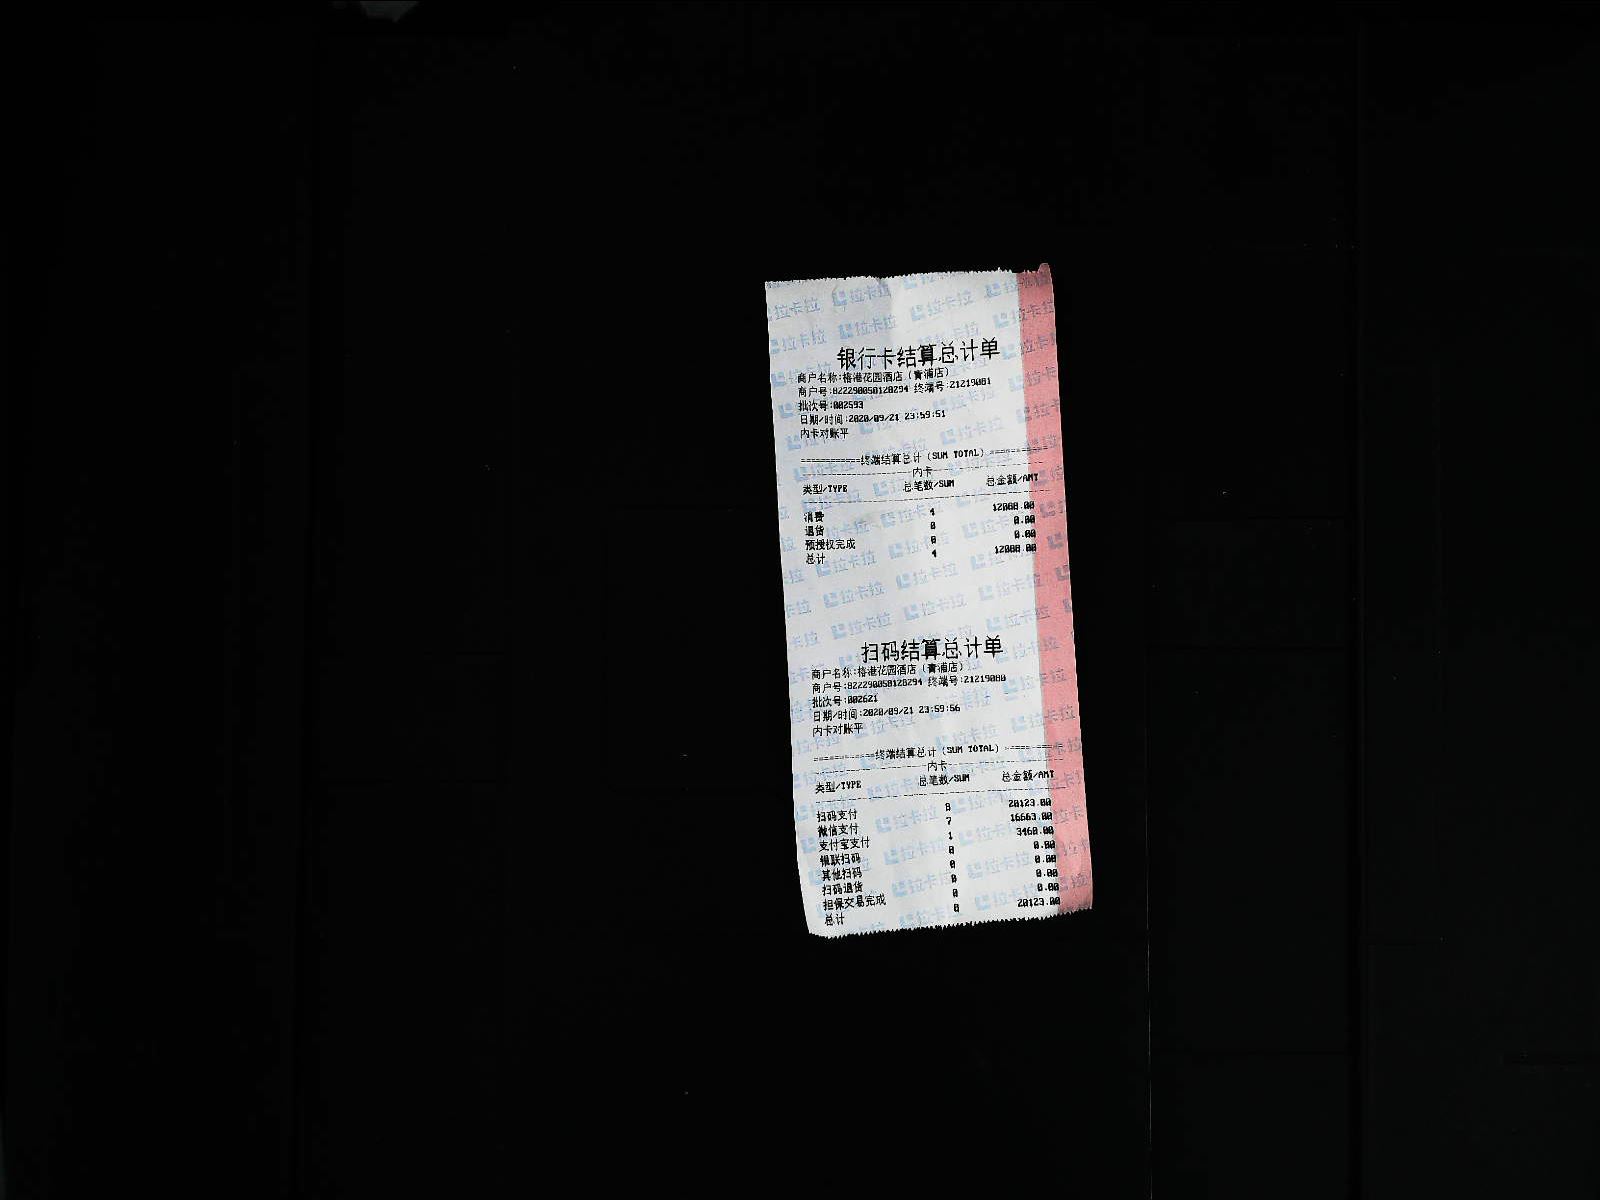 银行卡结算总计单
商户名称:榕港花园酒店(青浦店)
商户号:822290050120294 终端号:21219081
批次号:002593
日期/时间:2020/09/21 23:59:51
内卡对账平
===========终端结算总计(SUM TOTAL)===========
内卡
类型/TYPE 总笔数/SUM 总金额/AMT
消费 4 12088.00
退货 0 0.00
预授权完成 0 0.00
总计 4 12088.00
扫码结算总计单
商户名称:榕港花园酒店(青浦店)
商户号:822290050120294 终端号:21219080
批次号:002621
日期/时间:2020/09/21 23:59:56
内卡对账平
===========终端结算总计(SUM TOTAL)===========
内卡
类型/TYPE 总笔数/SUM 总金额/AMT
扫码支付 8 20123.00
微信支付 7 16663.00
支付宝支付 1 3460.00
银联扫码 0 0.00
其他扫码 0 0.00
扫码退货 0 0.00
担保交易完成 0 0.00
总计 8 20123.00
拉卡拉